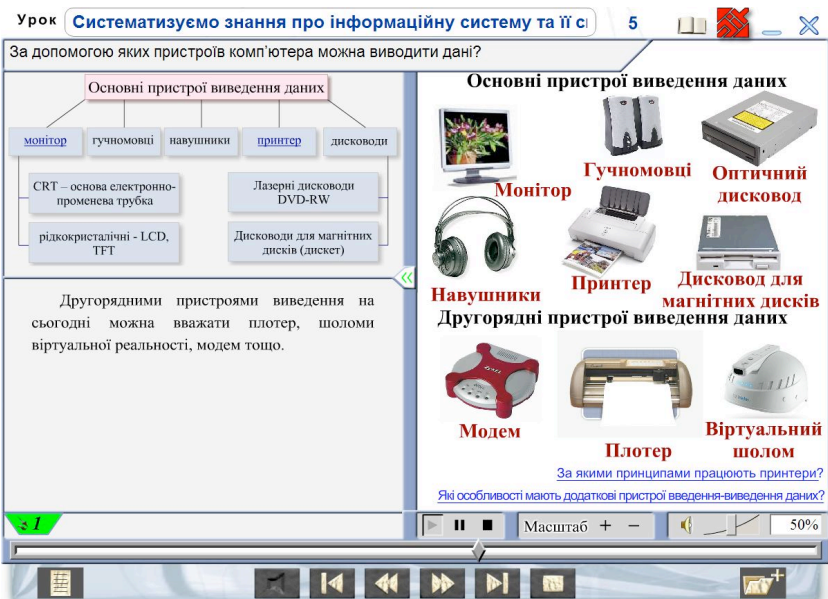 Урок
Систематизуємо знання про інформаційну систему та її
5
За допомогою яких пристроїв комп'ютера можна виводити дані?
Основні пристрої виведення даних
монітор
гучномовці
навушники
принтер
дисководи
CRT – основа електронно-
променева трубка
рідкокристалічні - LCD,
TFT
Лазерні дисководи
DVD-RW
Дисководи для магнітних
дисків (дискет)
Другорядними пристроями виведення на
сьогодні можна вважати плотер, шоломи
віртуальної реальності, модем тощо.
1
Основні пристрої виведення даних
Монітор
Гучномовці
Оптичний
дисковод
Навушники
Принтер
Дисковод для
магнітних дисків
Другорядні пристрої виведення даних
Модем
Плотер
Віртуальний
шолом
За якими принципами працюють принтери?
Які особливості мають додаткові пристрої введення-виведення даних?
Масштаб + −
50%